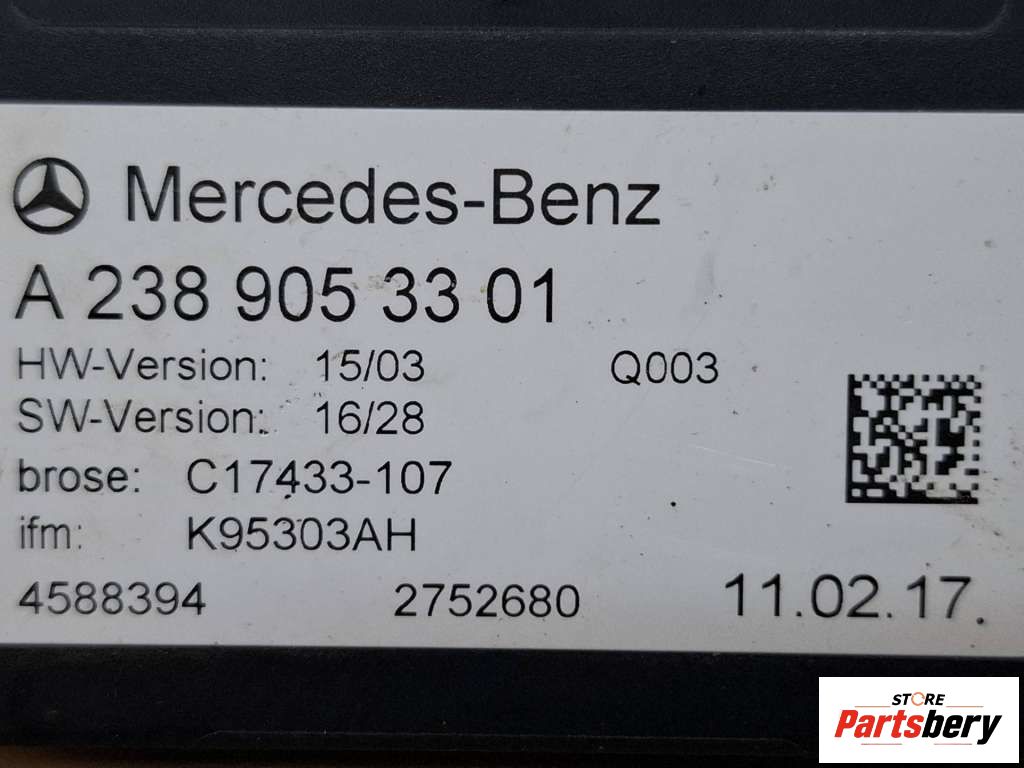 Mercedes-Benz
A 238 905 33 01
HW-Version: 15/03 Q003
SW-Version: 16/28
brose: C17433-107
ifm: K95303AH
4588394 2752680 11.02.17
STORE
Partsbery